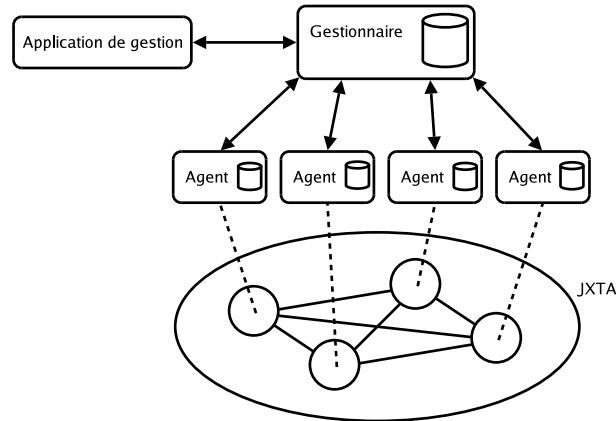 Application de gestion
Gestionnaire
Agent
Agent
Agent
Agent
JXTA